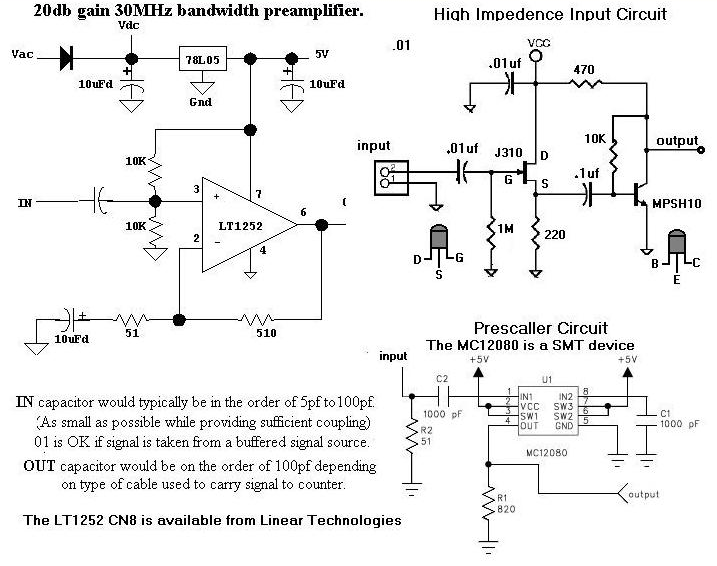 20db gain 30MHz bandwidth preamplifier.
Vdc
Vac
78L05
5V
10uFd
10uFd
Gnd
10K
IN
3
+
7
LT1252
6
10K
2
-
4
+
51
510
10uFd
IN capacitor would typically be in the order of 5pf to100pf.
(As small as possible while providing sufficient coupling)
01 is OK if signal is taken from a buffered signal source.
OUT capacitor would be on the order of 100pf depending
on type of cable used to carry signal to counter.
The LT1252 CN8 is available from Linear Technologies
High Impedence Input Circuit
.01
VCC
.01uf
470
10K
output
input
.01uf
J310
D
2
1
G
S
.1uf
MPSH10
1M
220
D
G
S
B
C
E
Prescaller Circuit
The MC12080 is a SMT device
input
+5V
+5V
C2
U1
1000 pF
1 IN1 IN2 8
2 VCC SW3 7
3 SW1 SW2 6
4 OUT GND 5
C1
1000 pF
R2
51
MC12080
R1
820
output